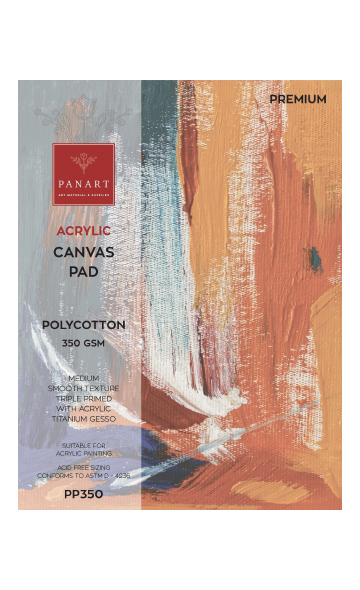 PREMIUM
PANART
ART MATERIAL & SUPPLIES
ACRYLIC
CANVAS
PAD
POLYCOTTON
350 GSM
MEDIUM
SMOOTH TEXTURE
TRIPLE PRIMED
WITH ACRYLIC
TITANIUM GESSO
SUITABLE FOR
ACRYLIC PAINTING
ACID FREE SIZING
CONFORMS TO ASTM D - 4236
PP350